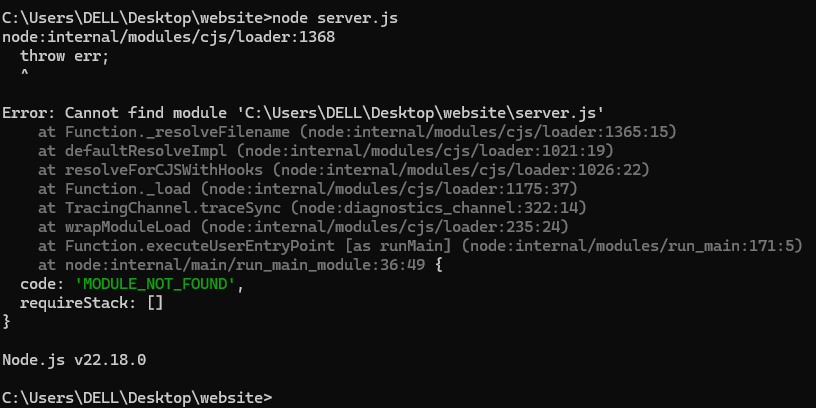 C:\Users\DELL\Desktop\website>node server.js
node:internal/modules/cjs/loader:1368
  throw err;
  ^

Error: Cannot find module 'C:\Users\DELL\Desktop\website\server.js'
    at Function._resolveFilename (node:internal/modules/cjs/loader:1365:15)
    at defaultResolveImpl (node:internal/modules/cjs/loader:1021:19)
    at resolveForCJSWithHooks (node:internal/modules/cjs/loader:1026:22)
    at Function._load (node:internal/modules/cjs/loader:1175:37)
    at TracingChannel.traceSync (node:diagnostics_channel:322:14)
    at wrapModuleLoad (node:internal/modules/cjs/loader:235:24)
    at Function.executeUserEntryPoint [as runMain] (node:internal/modules/run_main:171:5)
    at node:internal/main/run_main_module:36:49 {
  code: 'MODULE_NOT_FOUND',
  requireStack: []
}

Node.js v22.18.0

C:\Users\DELL\Desktop\website>